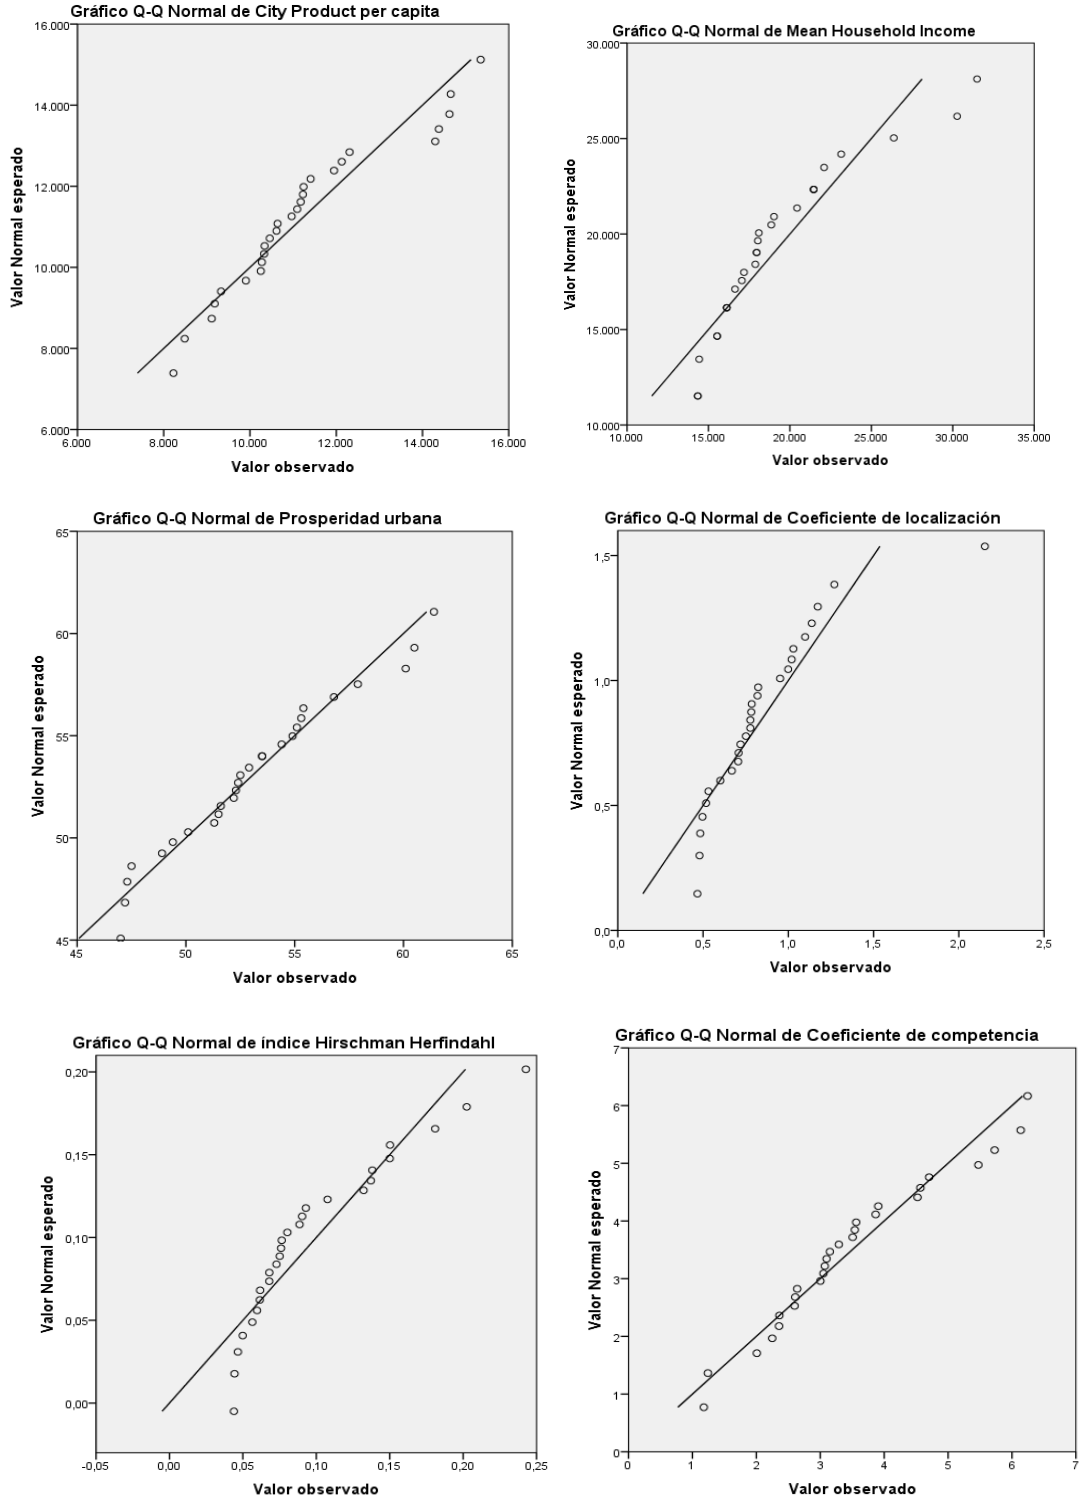 Gráfico Q-Q Normal de City Product per capita
16.000
14.000
12.000
10.000
8.000
6.000
6.000 8.000 10.000 12.000 14.000 16.000
Valor Normal esperado
Valor observado
Gráfico Q-Q Normal de Mean Household Income
30.000
25.000
20.000
15.000
10.000
10.000 15.000 20.000 25.000 30.000 35.000
Valor Normal esperado
Valor observado
Gráfico Q-Q Normal de Prosperidad urbana
65
60
55
50
45
45 50 55 60 65
Valor Normal esperado
Valor observado
Gráfico Q-Q Normal de Coeficiente de localización
1,5
1,0
0,5
0,0
0,0 0,5 1,0 1,5 2,0 2,5
Valor Normal esperado
Valor observado
Gráfico Q-Q Normal de índice Hirschman Herfindahl
0,20
0,15
0,10
0,05
0,00
-0,05 0,00 0,05 0,10 0,15 0,20 0,25
Valor Normal esperado
Valor observado
Gráfico Q-Q Normal de Coeficiente de competencia
7
6
5
4
3
2
1
0
0 1 2 3 4 5 6 7
Valor Normal esperado
Valor observado